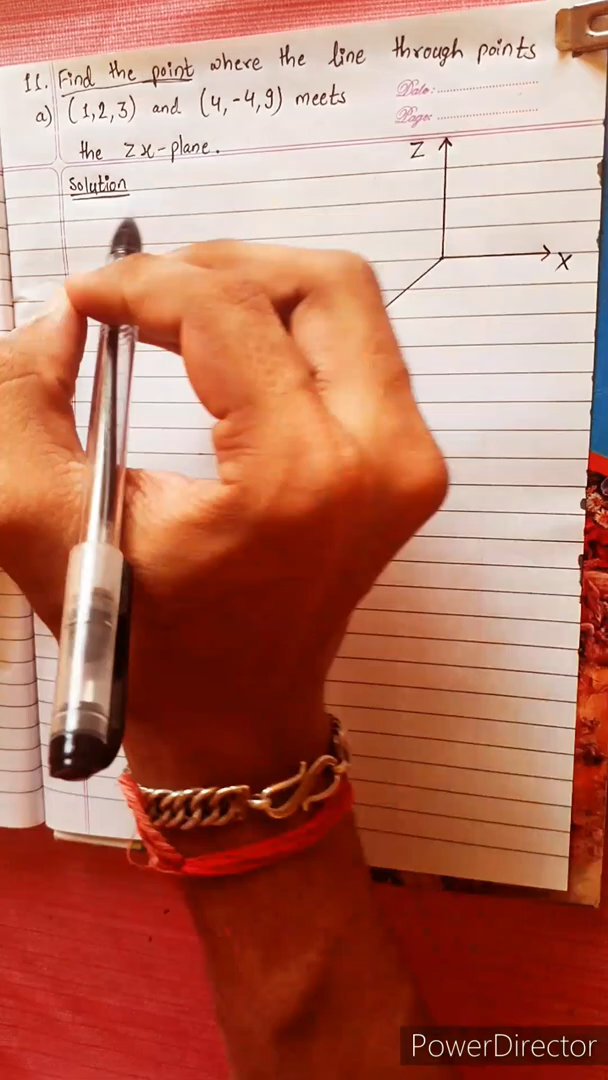 11. Find the point where the line through points
a) (1,2,3) and (4,-4,9) meets
Date:
Page:
the zx-plane.
Solution
Z
X
PowerDirector